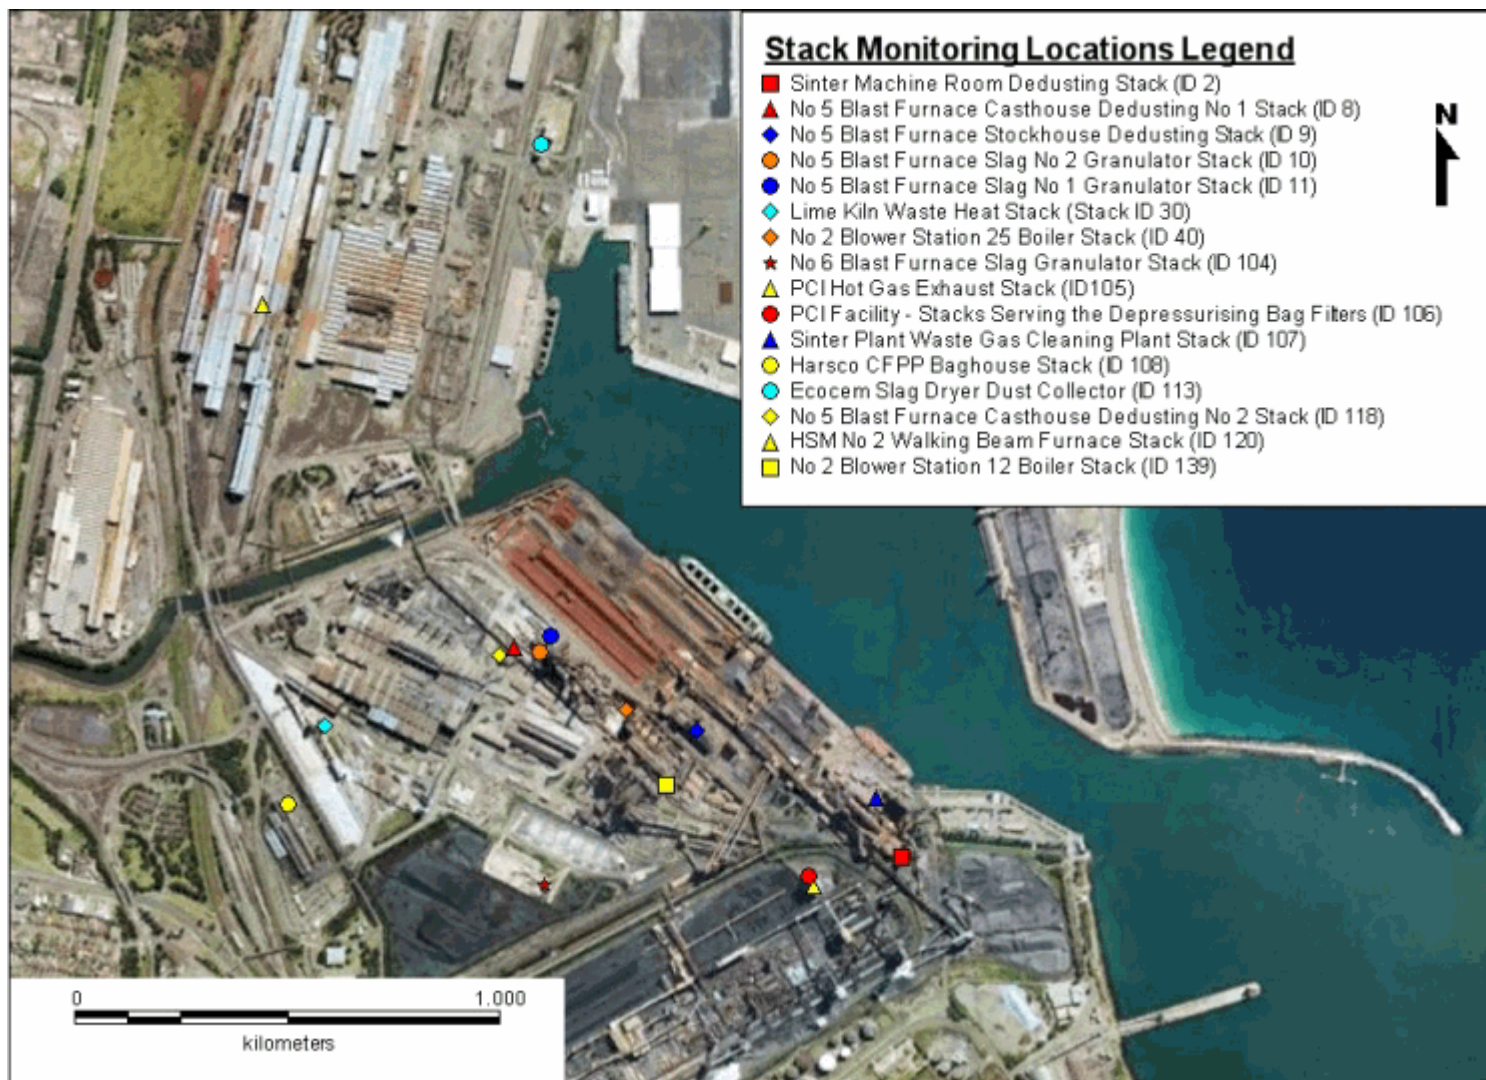 Stack Monitoring Locations Legend
Sinter Machine Room Dedusting Stack (ID 2)
No 5 Blast Furnace Casthouse Dedusting No 1 Stack (ID 8)
No 5 Blast Furnace Stockhouse Dedusting Stack (ID 9)
No 5 Blast Furnace Slag No 2 Granulator Stack (ID 10)
No 5 Blast Furnace Slag No 1 Granulator Stack (ID 11)
Lime Kiln Waste Heat Stack (Stack ID 30)
No 2 Blower Station 25 Boiler Stack (ID 40)
No 6 Blast Furnace Slag Granulator Stack (ID 104)
PCI Hot Gas Exhaust Stack (ID105)
PCI Facility - Stacks Serving the Depressurising Bag Filters (ID 106)
Sinter Plant Waste Gas Cleaning Plant Stack (ID 107)
Harsco CFPP Baghouse Stack (ID 108)
Ecocem Slag Dryer Dust Collector (ID 113)
No 5 Blast Furnace Casthouse Dedusting No 2 Stack (ID 118)
HSM No 2 Walking Beam Furnace Stack (ID 120)
No 2 Blower Station 12 Boiler Stack (ID 139)
N
0 1.000
kilometers